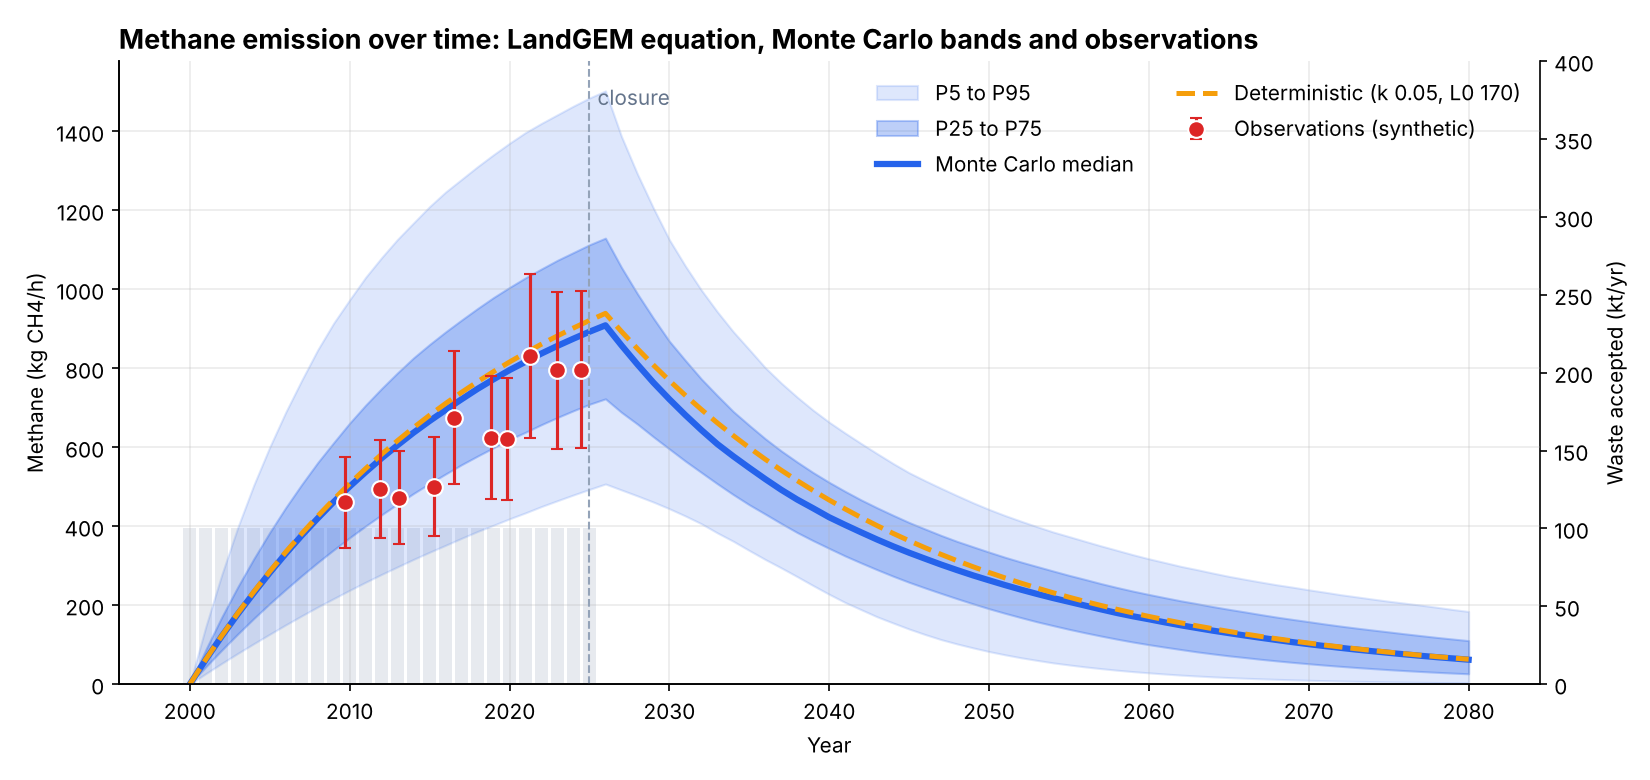 Methane emission over time: LandGEM equation, Monte Carlo bands and observations
closure
P5 to P95
P25 to P75
Monte Carlo median
Deterministic (k 0.05, L0 170)
Observations (synthetic)
Methane (kg CH4/h)
1400
1200
1000
800
600
400
200
0
Waste accepted (kt/yr)
400
350
300
250
200
150
100
50
0
2000
2010
2020
2030
2040
2050
2060
2070
2080
Year